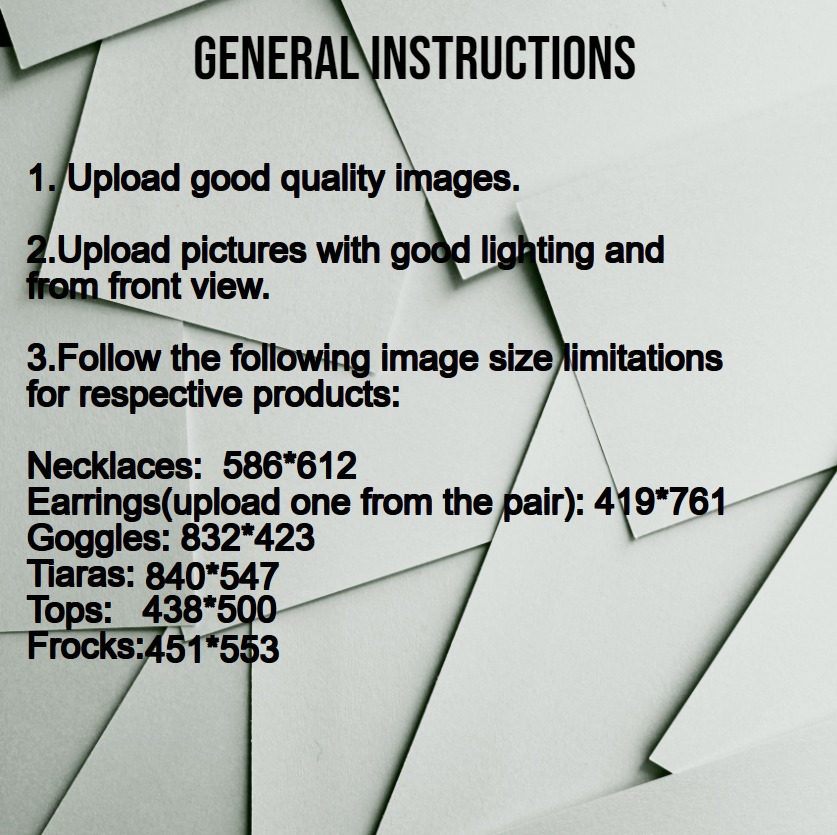 GENERAL INSTRUCTIONS
1. Upload good quality images.
2.Upload pictures with good lighting and
from front view.
3.Follow the following image size limitations
for respective products:
Necklaces: 586*612
Earrings(upload one from the pair): 419*761
Goggles: 832*423
Tiaras: 840*547
Tops: 438*500
Frocks:451*553